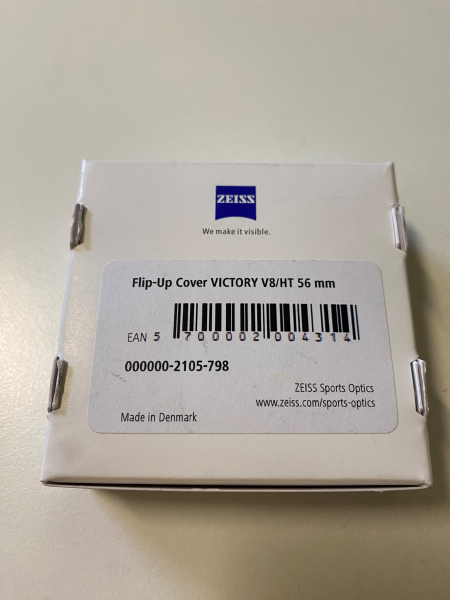 ZEISS
We make it visible.
Flip-Up Cover VICTORY V8/HT 56 mm
EAN 5 700002 004314
000000-2105-798
ZEISS Sports Optics
www.zeiss.com/sports-optics
Made in Denmark